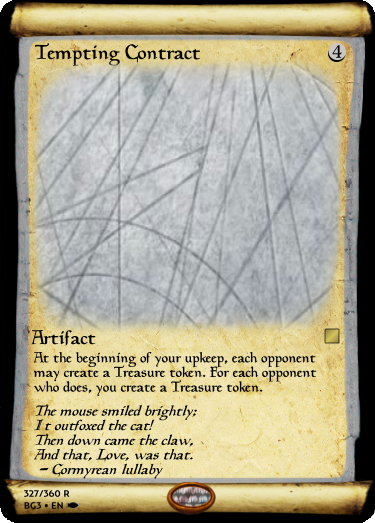 Tempting Contract 4
Artifact
At the beginning of your upkeep, each opponent
may create a Treasure token. For each opponent
who does, you create a Treasure token.
The mouse smiled brightly;
It outfoxed the cat!
Then down came the claw,
And that, Love, was that.
– Cormyrean lullaby
327/360 R
BG3 • EN